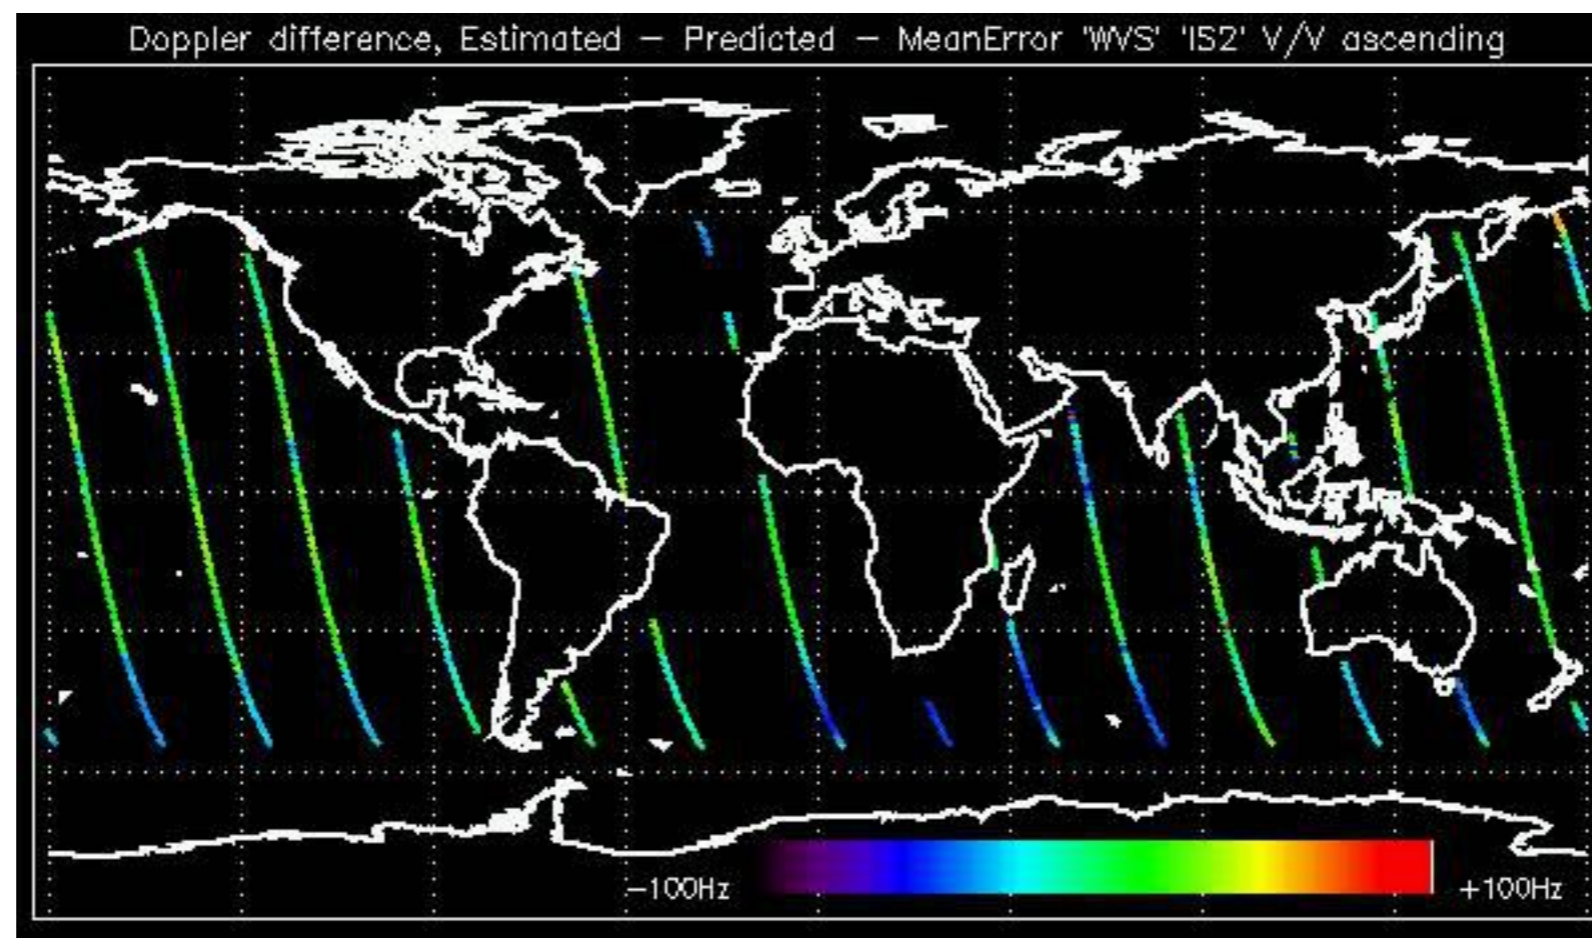 Doppler difference, Estimated – Predicted – MeanError 'WVS' 'IS2' V/V ascending
−100Hz
+100Hz